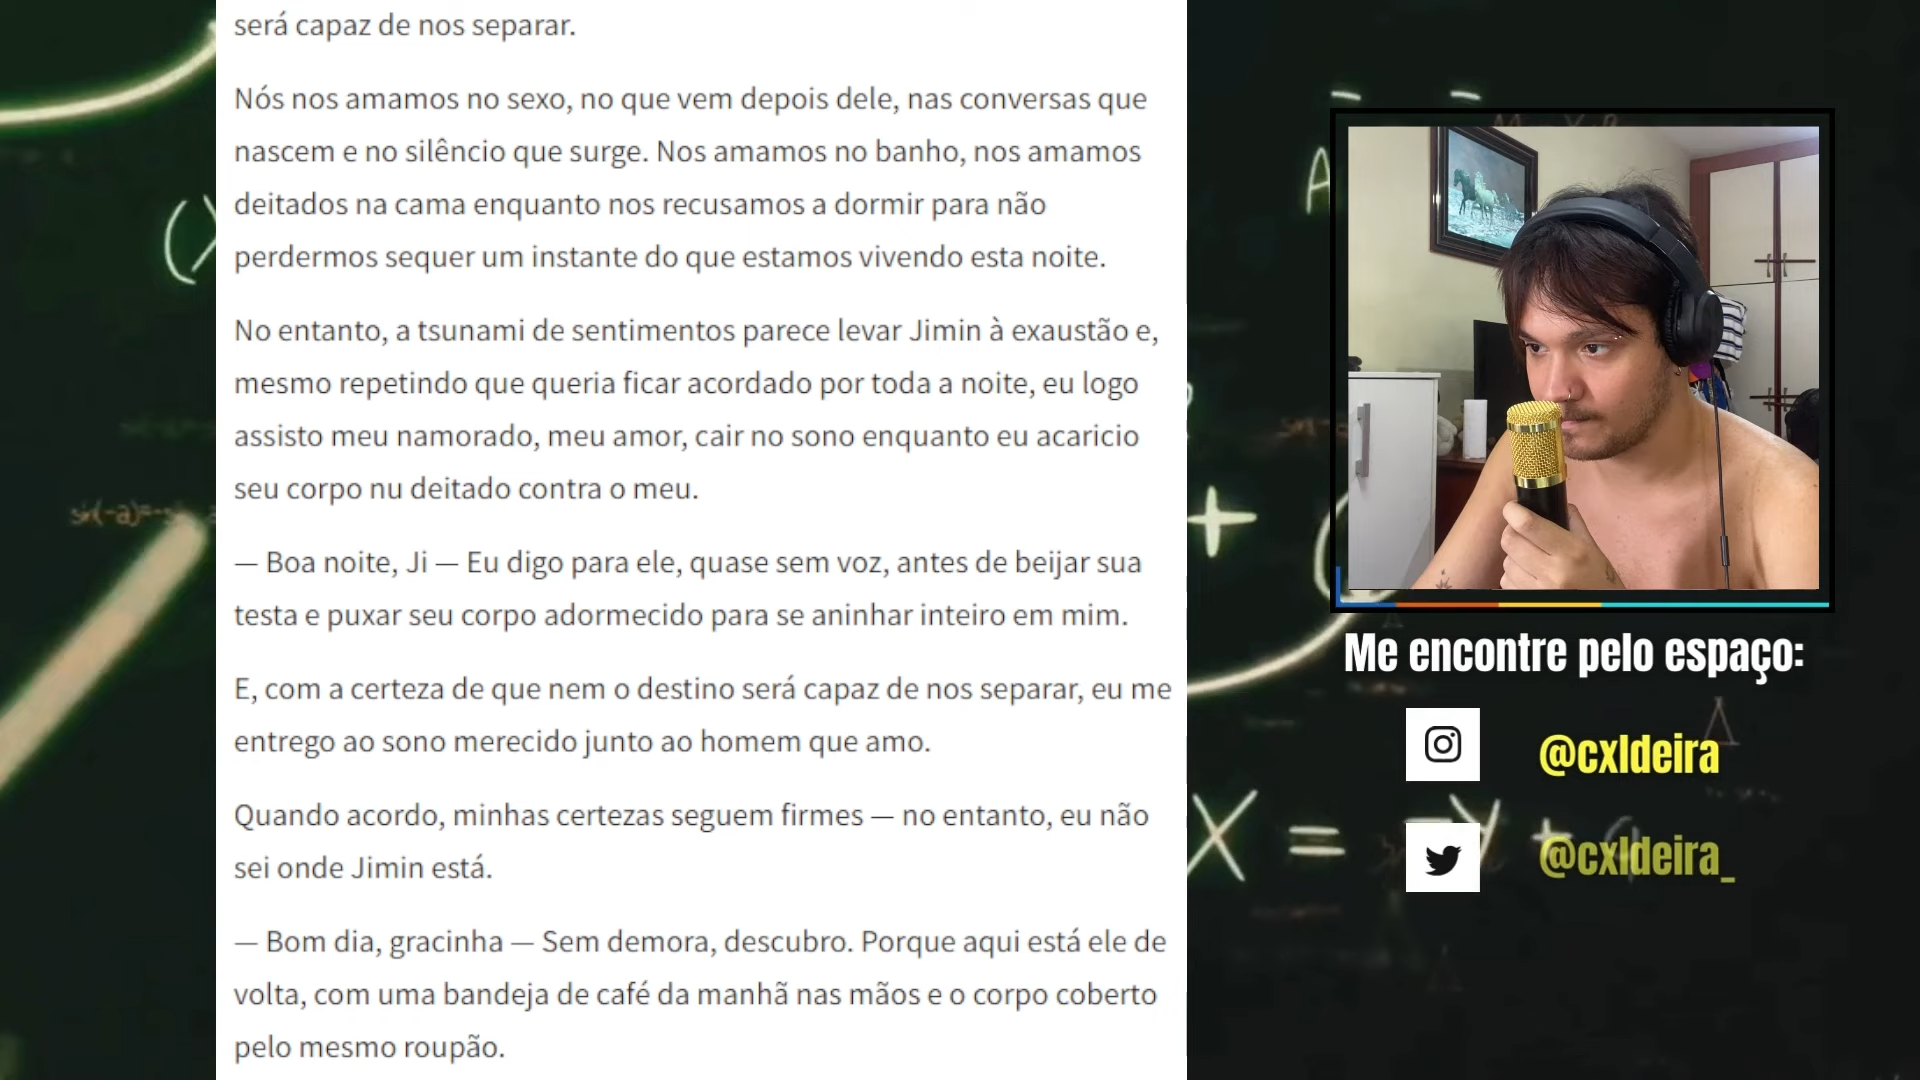 será capaz de nos separar.
Nós nos amamos no sexo, no que vem depois dele, nas conversas que
nascem e no silêncio que surge. Nos amamos no banho, nos amamos
deitados na cama enquanto nos recusamos a dormir para não
perdermos sequer um instante do que estamos vivendo esta noite.
No entanto, a tsunami de sentimentos parece levar Jimin à exaustão e,
mesmo repetindo que queria ficar acordado por toda a noite, eu logo
assisto meu namorado, meu amor, cair no sono enquanto eu acaricio
seu corpo nu deitado contra o meu.
— Boa noite, Ji — Eu digo para ele, quase sem voz, antes de beijar sua
testa e puxar seu corpo adormecido para se aninhar inteiro em mim.
E, com a certeza de que nem o destino será capaz de nos separar, eu me
entrego ao sono merecido junto ao homem que amo.
Quando acordo, minhas certezas seguem firmes — no entanto, eu não
sei onde Jimin está.
— Bom dia, gracinha — Sem demora, descubro. Porque aqui está ele de
volta, com uma bandeja de café da manhã nas mãos e o corpo coberto
pelo mesmo roupão.
Me encontre pelo espaço:
@cxldeira
@cxldeira_
X = -Y +